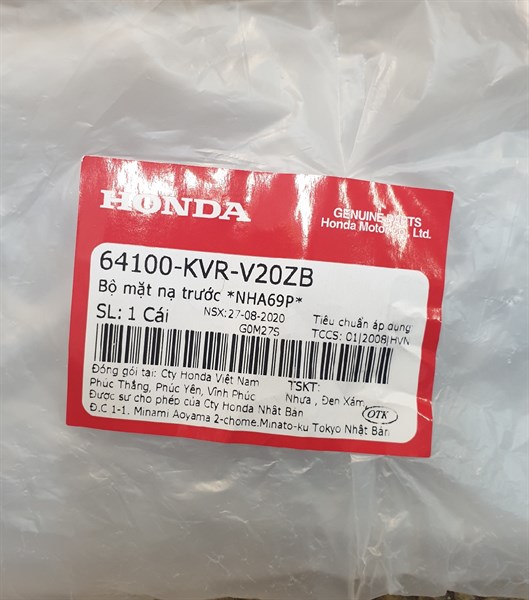 HONDA
GENUINE PARTS
Honda Motor Co., Ltd.
64100-KVR-V20ZB
Bộ mặt nạ trước *NHA69P*
SL: 1 Cái
NSX:27-08-2020
G0M27S
Tiêu chuẩn áp dụng
TCCS: 01|2008|HVN
Đóng gói tại: Cty Honda Việt Nam
Phúc Thắng, Phúc Yên, Vĩnh Phúc
TSKT:
Nhưa , Đen Xám
Được sư cho phép của Cty Honda Nhật Bản
Đ.C 1-1. Minami Aoyama 2-chome.Minato-ku Tokyo Nhật Bản
OTK